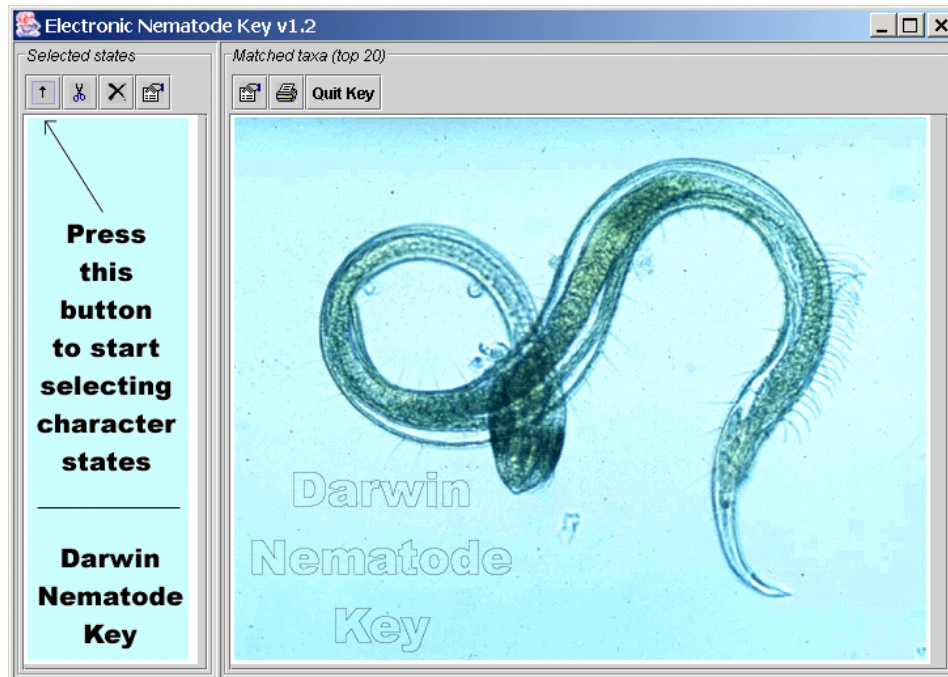 Electronic Nematode Key v1.2
Selected states
Matched taxa (top 20)
Quit Key
Press
this
button
to start
selecting
character
states
Darwin
Nematode
Key
Darwin
Nematode
Key